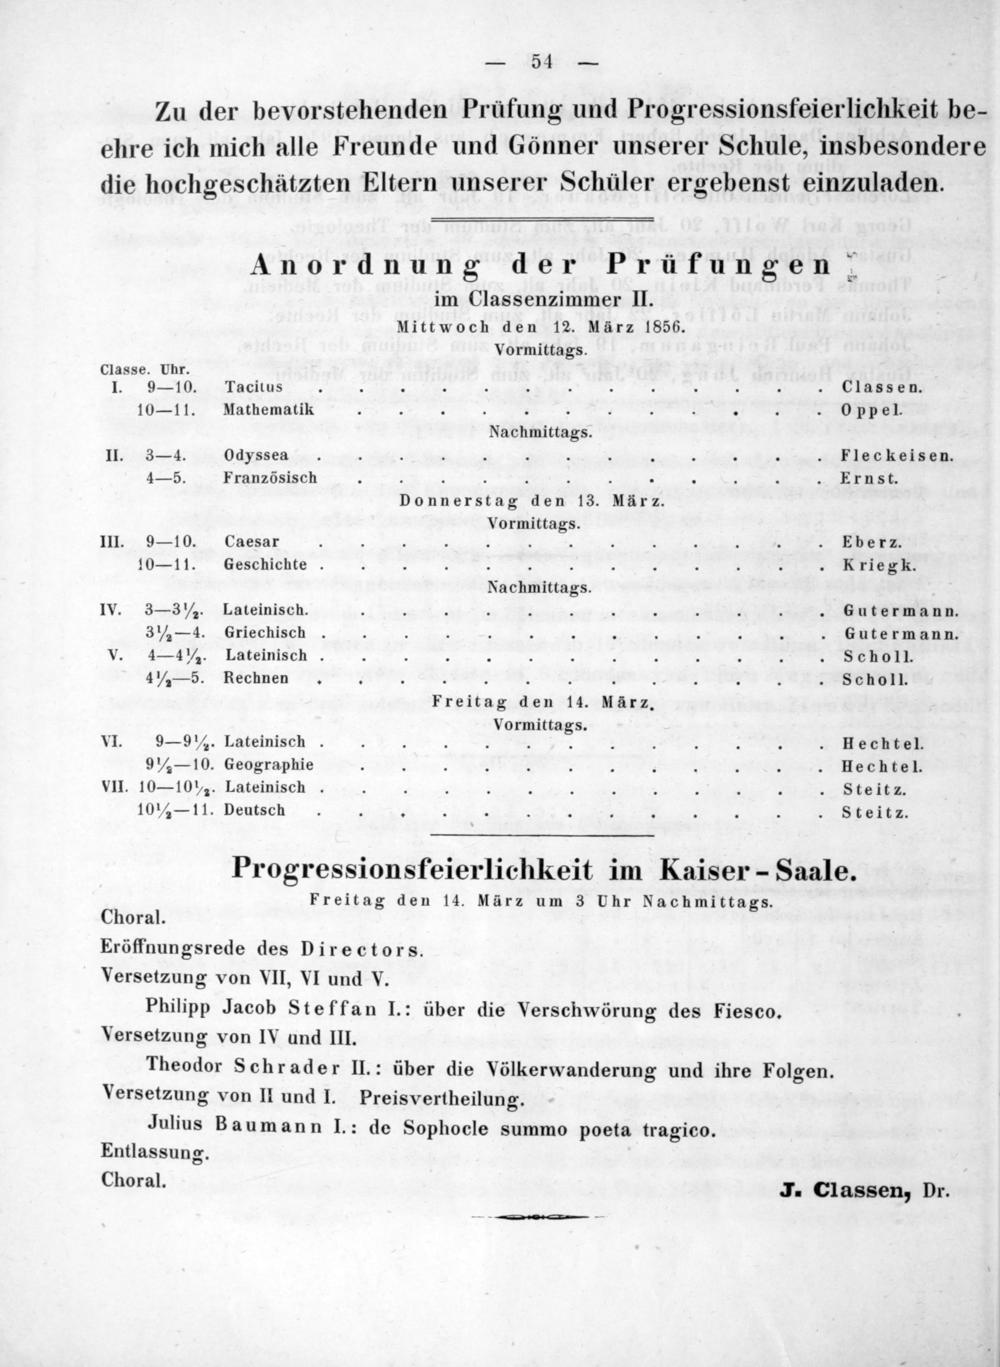 — 54 —
Zu der bevorstehenden Prüfung und Progressionsfeierlichkeit be-
ehre ich mich alle Freunde und Gönner unserer Schule, insbesondere
die hochgeschätzten Eltern unserer Schüler ergebenst einzuladen.
Anordnung der Prüfungen
im Classenzimmer II.
Mittwoch den 12. März 1856.
Vormittags.
Classe. Uhr.
I. 9—10. Tacitus . . . . . . . . . . . . . Classen.
10—11. Mathematik . . . . . . . . . . . . Oppel.
Nachmittags.
II. 3—4. Odyssea . . . . . . . . . . . . . Fleckeisen.
4—5. Französisch . . . . . . . . . . . . Ernst.
Donnerstag den 13. März.
Vormittags.
III. 9—10. Caesar . . . . . . . . . . . . . Eberz.
10—11. Geschichte . . . . . . . . . . . . . Kriegk.
Nachmittags.
IV. 3—3½. Lateinisch. . . . . . . . . . . . . Gutermann.
3½—4. Griechisch . . . . . . . . . . . . . Gutermann.
V. 4—4½. Lateinisch . . . . . . . . . . . . . Scholl.
4½—5. Rechnen . . . . . . . . . . . . . Scholl.
Freitag den 14. März.
Vormittags.
VI. 9—9½. Lateinisch . . . . . . . . . . . . . Hechtel.
9½—10. Geographie . . . . . . . . . . . . Hechtel.
VII. 10—10½. Lateinisch . . . . . . . . . . . . . Steitz.
10½—11. Deutsch . . . . . . . . . . . . . Steitz.
Progressionsfeierlichkeit im Kaiser-Saale.
Freitag den 14. März um 3 Uhr Nachmittags.
Choral.
Eröffnungsrede des Directors.
Versetzung von VII, VI und V.
Philipp Jacob Steffan I.: über die Verschwörung des Fiesco.
Versetzung von IV und III.
Theodor Schrader II.: über die Völkerwanderung und ihre Folgen.
Versetzung von II und I. Preisvertheilung.
Julius Baumann I.: de Sophocle summo poeta tragico.
Entlassung.
Choral.
J. Classen, Dr.